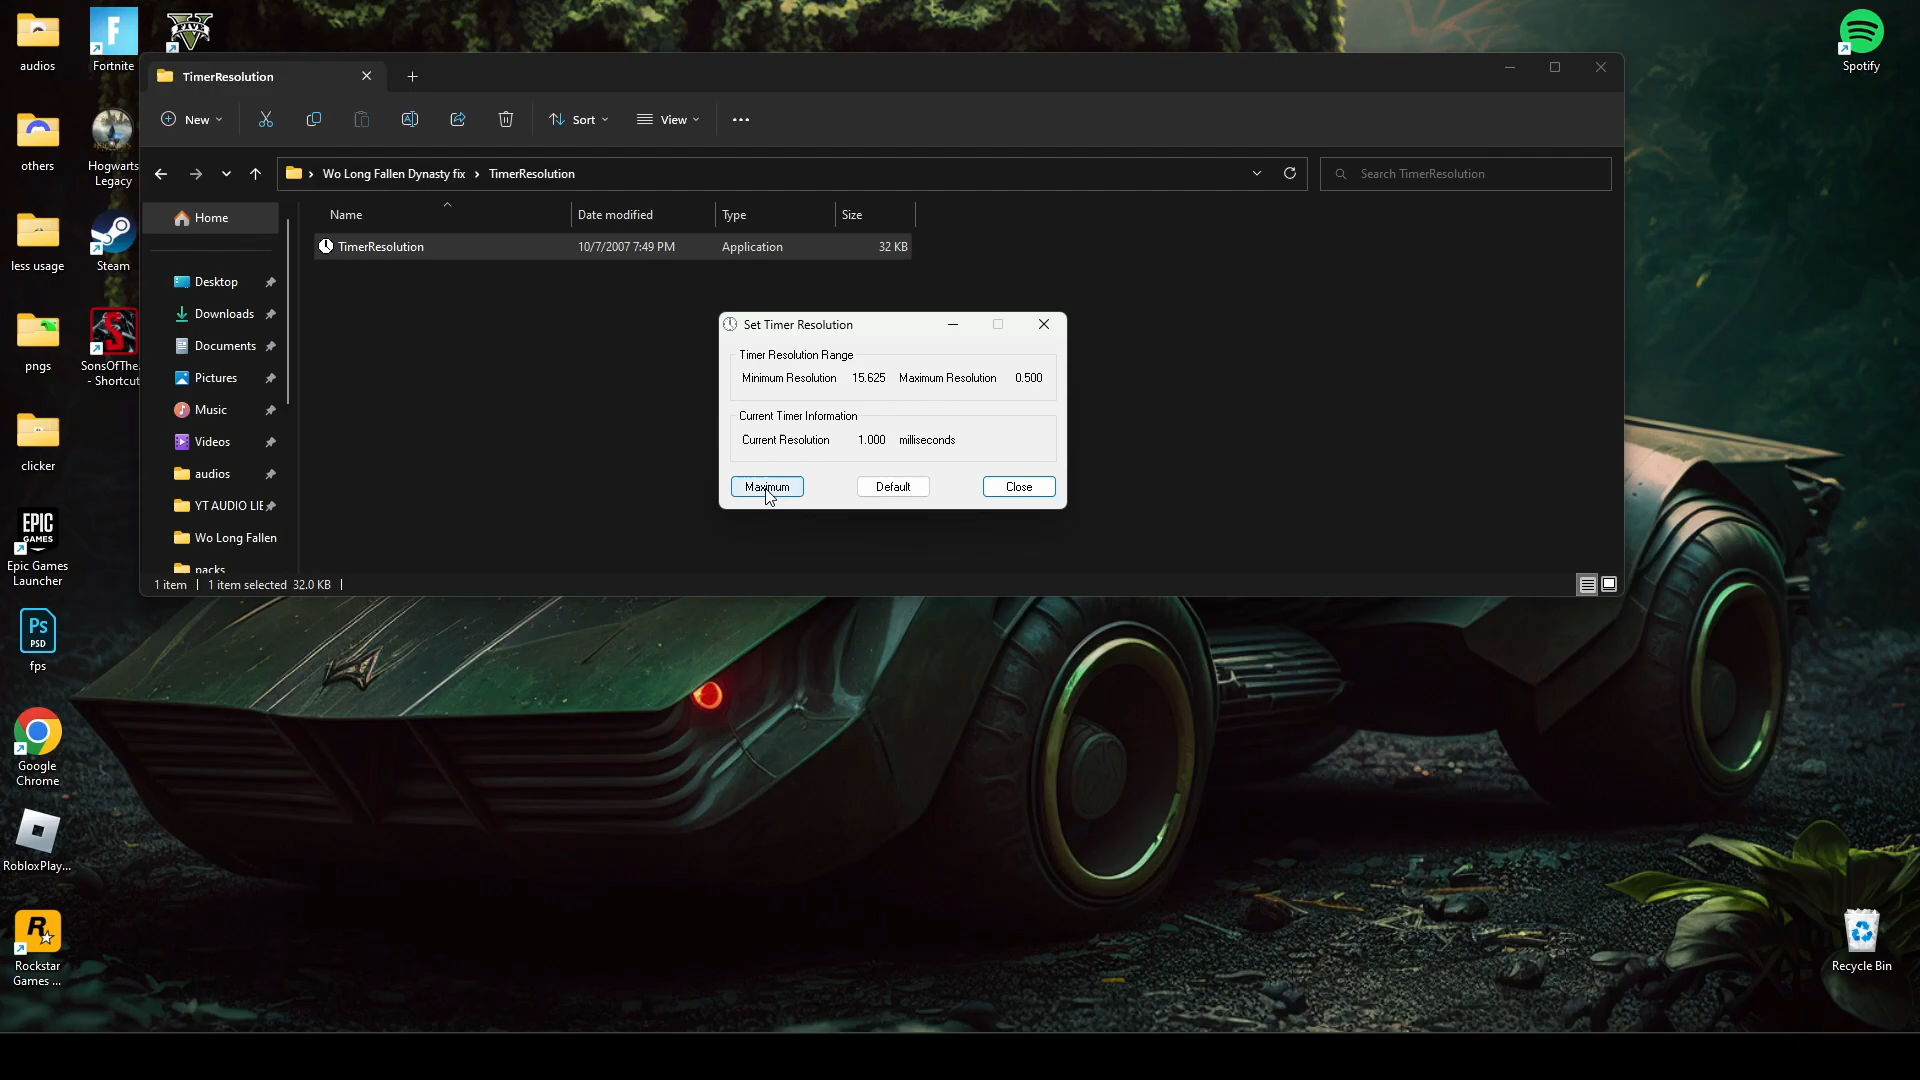 audios
Fortnite
F
V
Spotify
TimerResolution
New
Sort
View
Wo Long Fallen Dynasty fix
TimerResolution
Search TimerResolution
others
Hogwarts
Legacy
Home
Name
Date modified
Type
Size
TimerResolution
10/7/2007 7:49 PM
Application
32 KB
less usage
Steam
Desktop
Downloads
Documents
Pictures
Music
Videos
audios
YT AUDIO LIE
Wo Long Fallen
packs
pngs
S
SonsOfThe
- Shortcut
Set Timer Resolution
Timer Resolution Range
Minimum Resolution 15.625 Maximum Resolution 0.500
Current Timer Information
Current Resolution 1.000 milliseconds
Maximum
Default
Close
clicker
1 item
1 item selected 32.0 KB
EPIC
GAMES
Epic Games
Launcher
Ps
PSD
fps
Google
Chrome
RobloxPlay...
R
Rockstar
Games ...
Recycle Bin